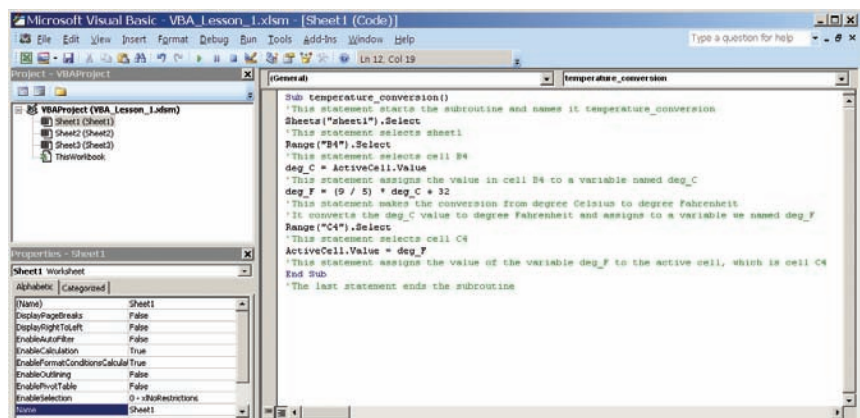 Microsoft Visual Basic - VBA_Lesson_1.xlsm - [Sheet1 (Code)]
File Edit View Insert Format Debug Run Tools Add-Ins Window Help
Type a question for help
Ln 12, Col 19
Project - VBAProject
VBAProject (VBA_Lesson_1.xlsm)
Sheet1 (Sheet1)
Sheet2 (Sheet2)
Sheet3 (Sheet3)
ThisWorkbook
Properties - Sheet1
Sheet1 Worksheet
Alphabetic Categorized
(Name) Sheet1
DisplayPageBreaks False
DisplayRightToLeft False
EnableAutoFilter False
EnableCalculation True
EnableFormatConditionsCalculat True
EnableOutlining False
EnablePivotTable False
EnableSelection 0 - xlNoRestrictions
Name Sheet1
(General) temperature_conversion
Sub temperature_conversion()
'This statement starts the subroutine and names it temperature_conversion
Sheets("sheet1").Select
'This statement selects sheet1
Range("B4").Select
'This statement selects cell B4
deg_C = ActiveCell.Value
'This statement assigns the value in cell B4 to a variable named deg_C
deg_F = (9 / 5) * deg_C + 32
'This statement makes the conversion from degree Celsius to degree Fahrenheit
'It converts the deg_C value to degree Fahrenheit and assigns to a variable we named deg_F
Range("C4").Select
'This statement selects cell C4
ActiveCell.Value = deg_F
'This statement assigns the value of the variable deg_F to the active cell, which is cell C4
End Sub
'The last statement ends the subroutine